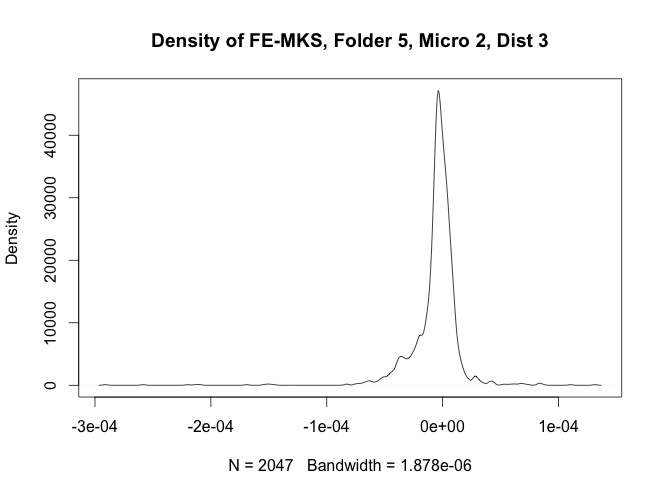 Density of FE-MKS, Folder 5, Micro 2, Dist 3
Density
40000
30000
20000
10000
0
-3e-04 -2e-04 -1e-04 0e+00 1e-04
N = 2047 Bandwidth = 1.878e-06